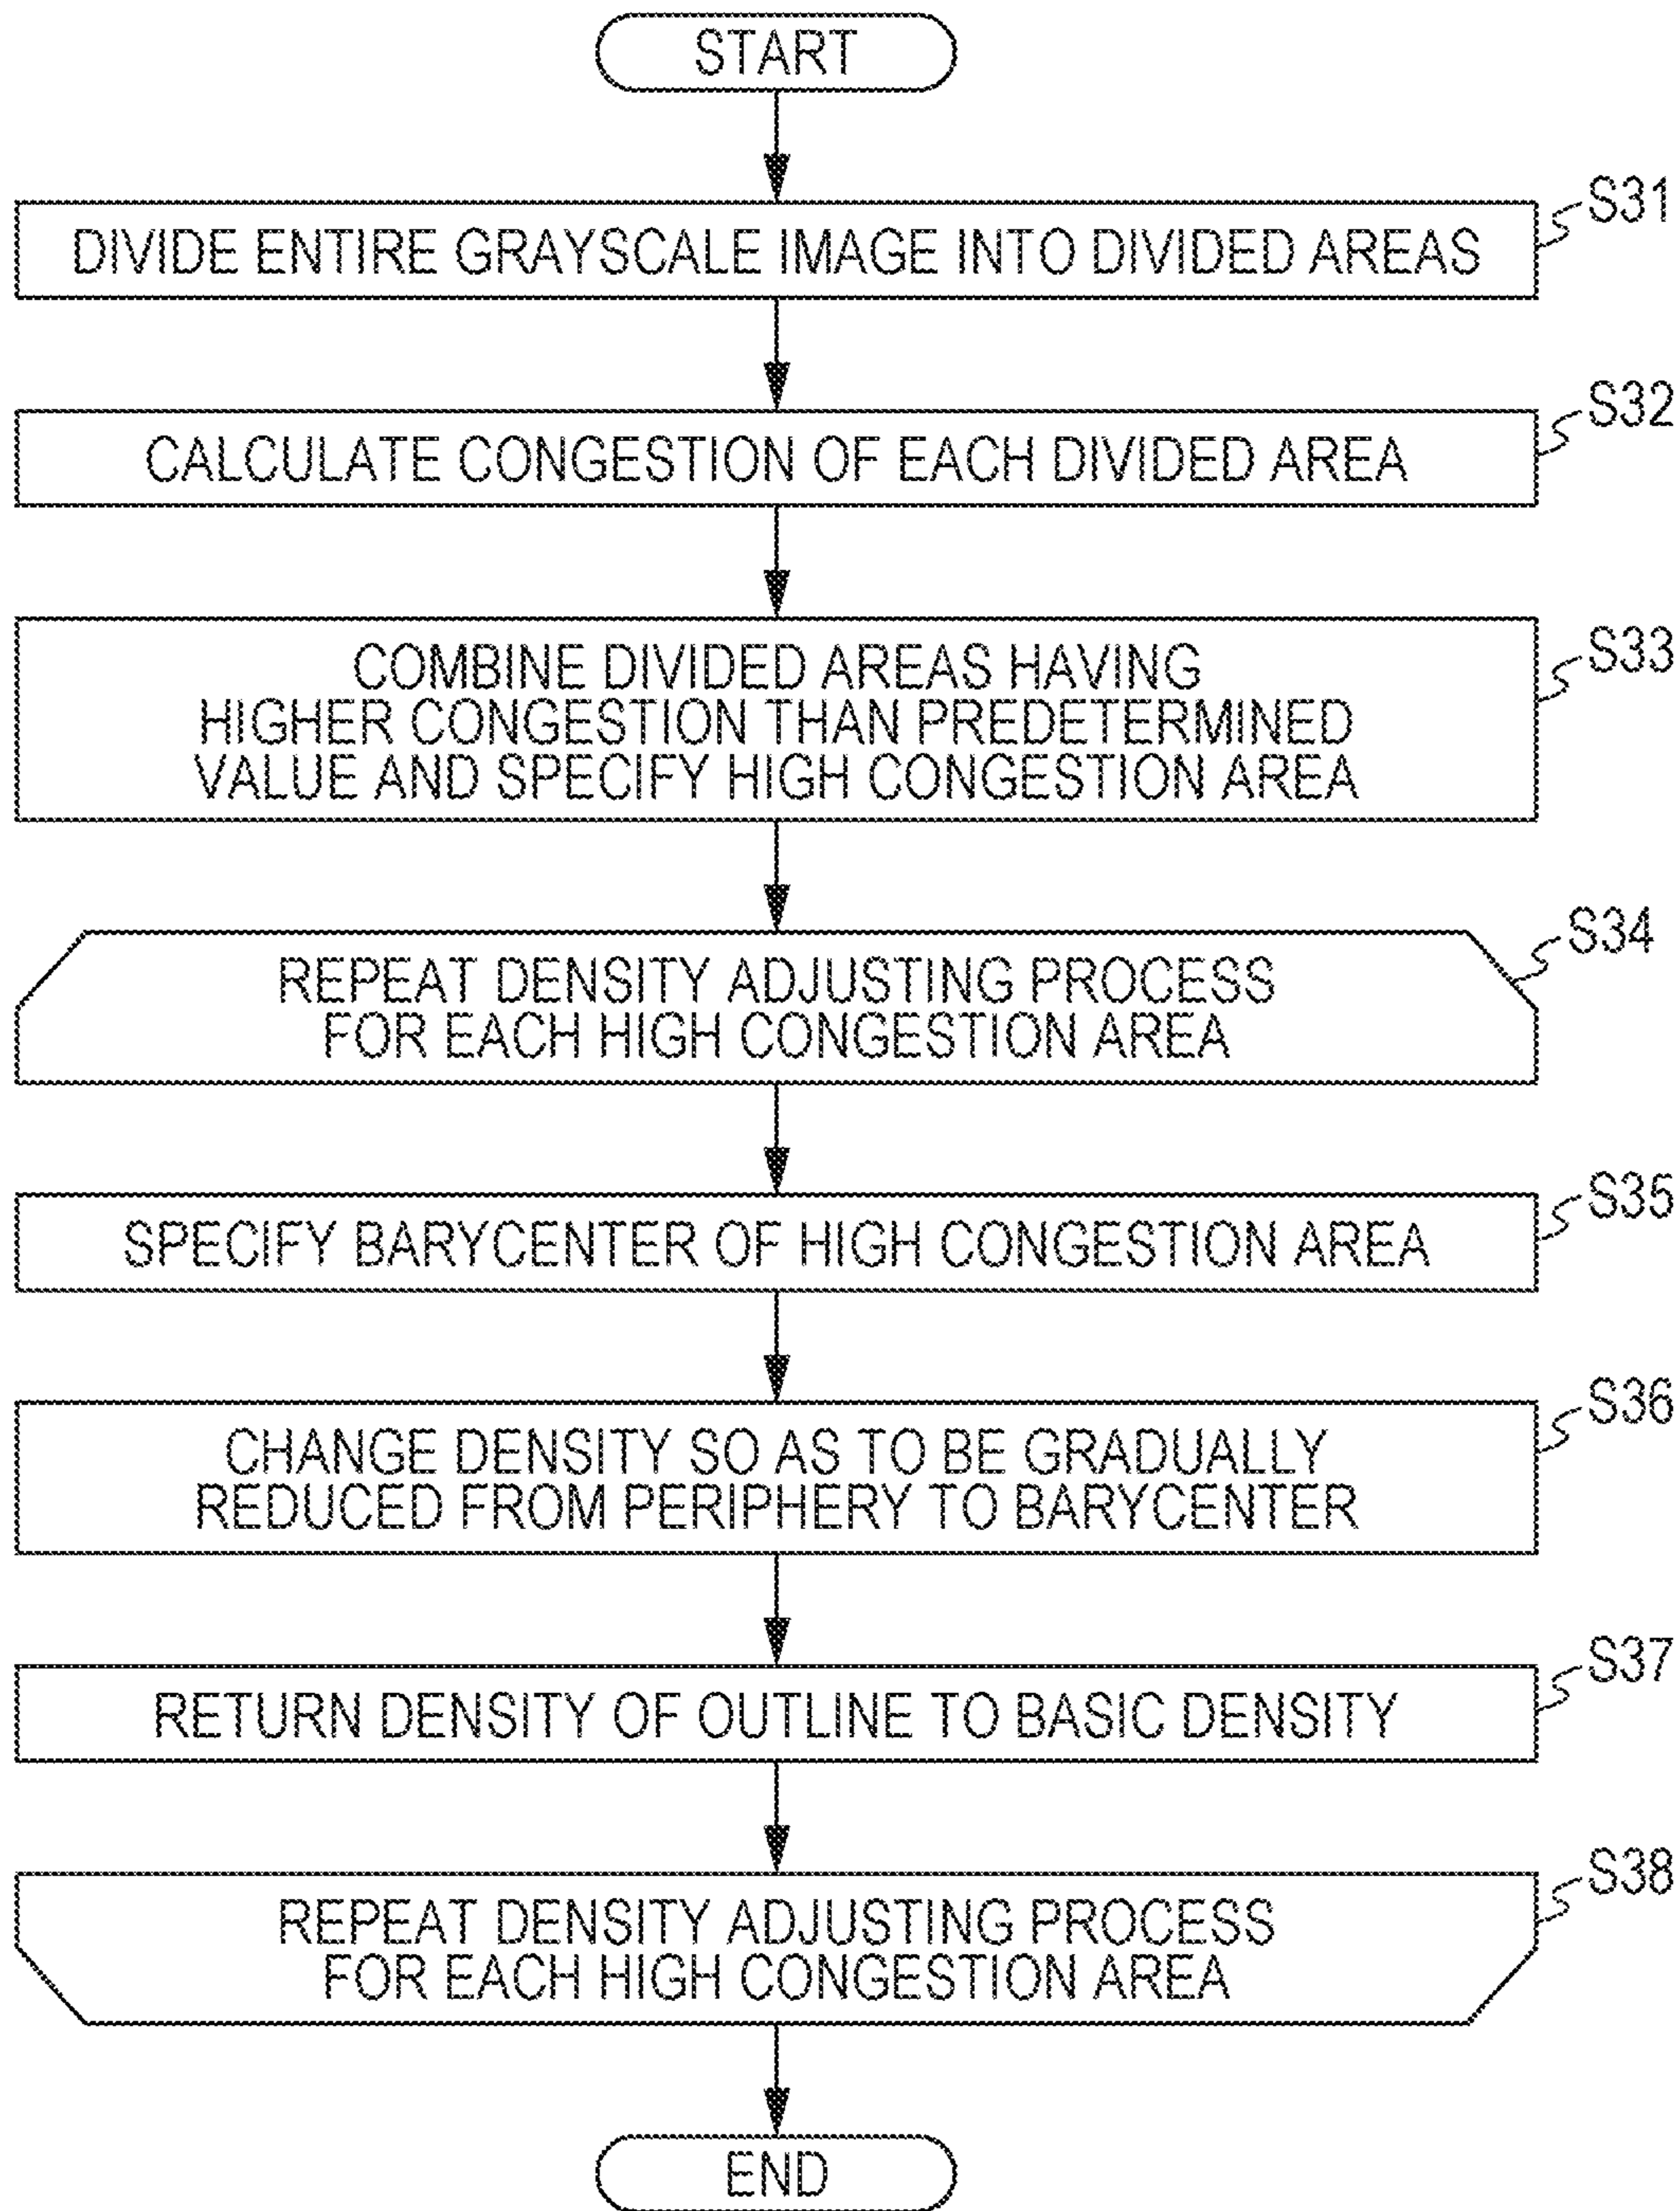 START
S31
DIVIDE ENTIRE GRAYSCALE IMAGE INTO DIVIDED AREAS
S32
CALCULATE CONGESTION OF EACH DIVIDED AREA
S33
COMBINE DIVIDED AREAS HAVING
HIGHER CONGESTION THAN PREDETERMINED
VALUE AND SPECIFY HIGH CONGESTION AREA
S34
REPEAT DENSITY ADJUSTING PROCESS
FOR EACH HIGH CONGESTION AREA
S35
SPECIFY BARYCENTER OF HIGH CONGESTION AREA
S36
CHANGE DENSITY SO AS TO BE GRADUALLY
REDUCED FROM PERIPHERY TO BARYCENTER
S37
RETURN DENSITY OF OUTLINE TO BASIC DENSITY
S38
REPEAT DENSITY ADJUSTING PROCESS
FOR EACH HIGH CONGESTION AREA
END